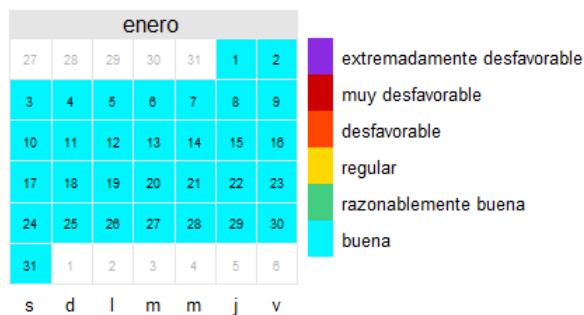 enero
27 28 29 30 31 1 2
3 4 5 6 7 8 9
10 11 12 13 14 15 16
17 18 19 20 21 22 23
24 25 26 27 28 29 30
31 1 2 3 4 5 6
s d l m m j v
extremadamente desfavorable
muy desfavorable
desfavorable
regular
razonablemente buena
buena